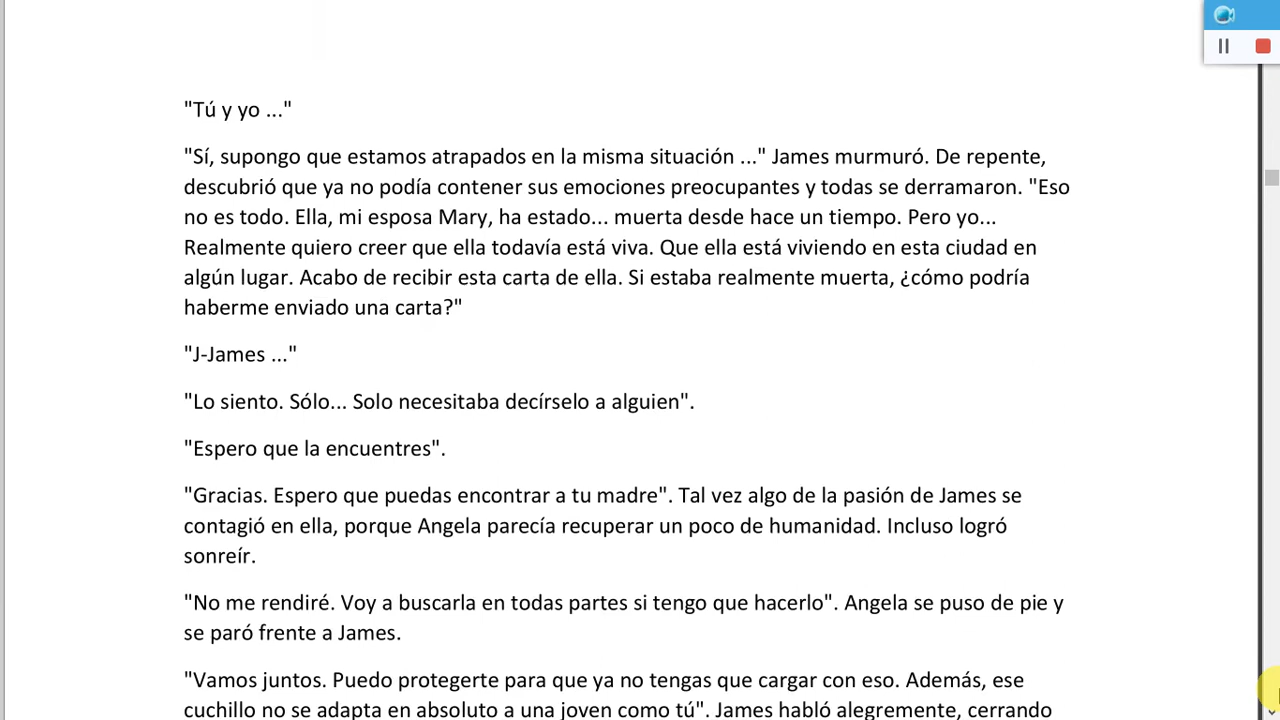 "Tú y yo ..."
"Sí, supongo que estamos atrapados en la misma situación ..." James murmuró. De repente,
descubrió que ya no podía contener sus emociones preocupantes y todas se derramaron. "Eso
no es todo. Ella, mi esposa Mary, ha estado... muerta desde hace un tiempo. Pero yo...
Realmente quiero creer que ella todavía está viva. Que ella está viviendo en esta ciudad en
algún lugar. Acabo de recibir esta carta de ella. Si estaba realmente muerta, ¿cómo podría
haberme enviado una carta?"
"J-James ..."
"Lo siento. Sólo... Solo necesitaba decírselo a alguien".
"Espero que la encuentres".
"Gracias. Espero que puedas encontrar a tu madre". Tal vez algo de la pasión de James se
contagió en ella, porque Angela parecía recuperar un poco de humanidad. Incluso logró
sonreír.
"No me rendiré. Voy a buscarla en todas partes si tengo que hacerlo". Angela se puso de pie y
se paró frente a James.
"Vamos juntos. Puedo protegerte para que ya no tengas que cargar con eso. Además, ese
cuchillo no se adapta en absoluto a una joven como tú". James habló alegremente, cerrando